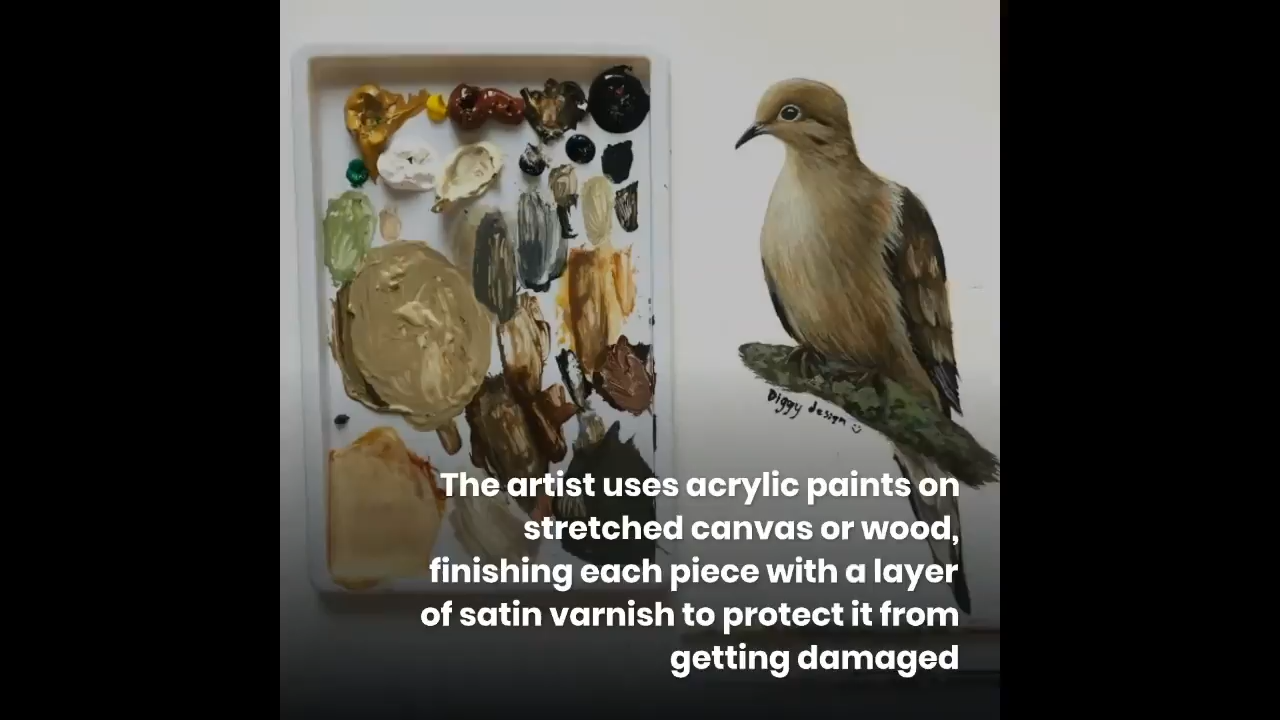 Diggy design
The artist uses acrylic paints on
stretched canvas or wood,
finishing each piece with a layer
of satin varnish to protect it from
getting damaged